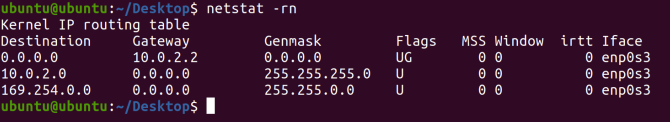 ubuntu@ubuntu:~/Desktop$ netstat -rn
Kernel IP routing table
Destination     Gateway         Genmask         Flags   MSS Window  irtt Iface
0.0.0.0         10.0.2.2        0.0.0.0         UG        0 0          0 enp0s3
10.0.2.0        0.0.0.0         255.255.255.0   U         0 0          0 enp0s3
169.254.0.0     0.0.0.0         255.255.0.0     U         0 0          0 enp0s3
ubuntu@ubuntu:~/Desktop$